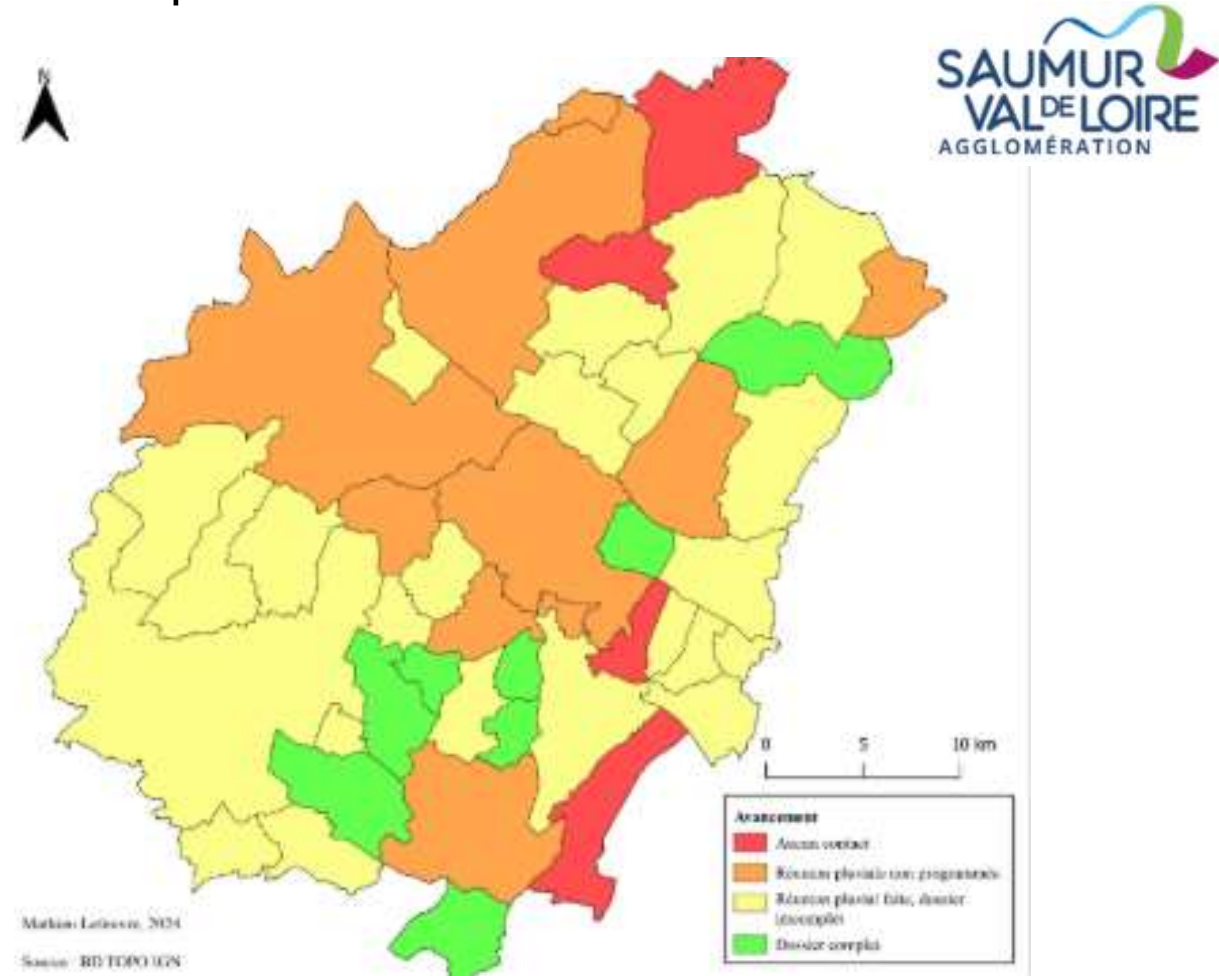 SAUMUR
VAL DE LOIRE
AGGLOMÉRATION
N
0 5 10 km
Avancement
Aucun contact
Réunion pluviale non programmée
Réunion pluvial faite, dossier
incomplet
Dossier complet
2024
Source : BD TOPO IGN